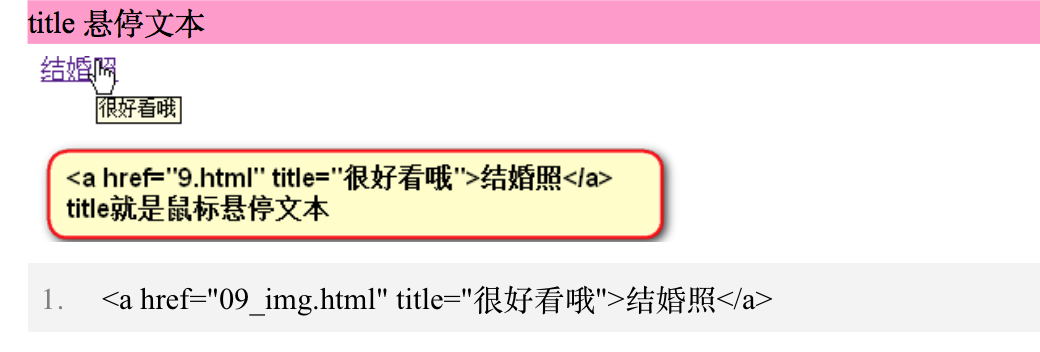 title 悬停文本
结婚照
很好看哦
<a href="9.html" title="很好看哦">结婚照</a>
title就是鼠标悬停文本
1. <a href="09_img.html" title="很好看哦">结婚照</a>